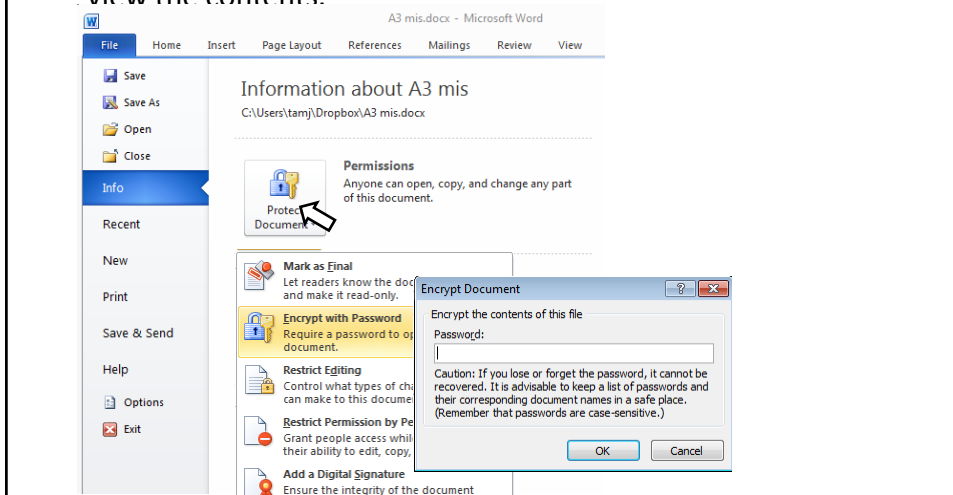 view the contents.
A3 mis.docx - Microsoft Word
File Home Insert Page Layout References Mailings Review View
Save
Save As
Open
Close
Info
Recent
New
Print
Save & Send
Help
Options
Exit
Information about A3 mis
C:\Users\tamj\Dropbox\A3 mis.docx
Protect
Document
Permissions
Anyone can open, copy, and change any part
of this document.
Mark as Final
Let readers know the doc
and make it read-only.
Encrypt with Password
Require a password to op
document.
Restrict Editing
Control what types of cha
can make to this docume
Restrict Permission by Pe
Grant people access whil
their ability to edit, copy,
Add a Digital Signature
Ensure the integrity of the document
Encrypt Document
Encrypt the contents of this file
Password:
Caution: If you lose or forget the password, it cannot be
recovered. It is advisable to keep a list of passwords and
their corresponding document names in a safe place.
(Remember that passwords are case-sensitive.)
OK Cancel